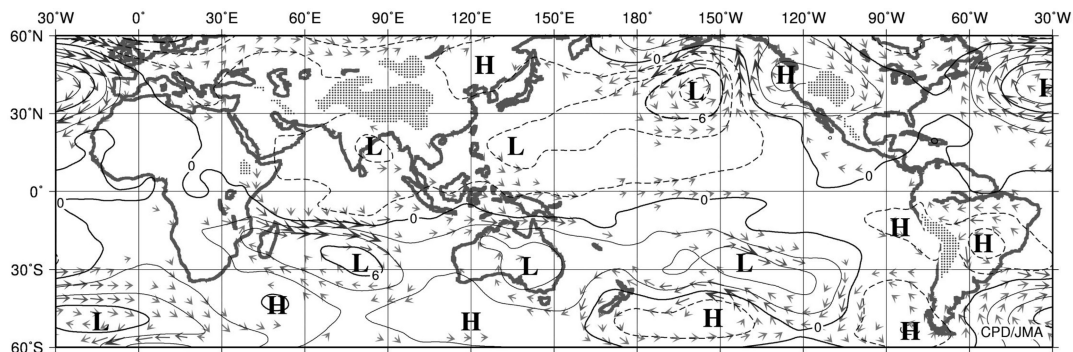 30°W 0° 30°E 60°E 90°E 120°E 150°E 180° 150°W 120°W 90°W 60°W 30°W
60°N
H 0 H
L H
-6
30°N
L L
0 0
0°
0 0 0
H H
L 6 L L
30°S
H
L H H 0 H CPD/JMA
60°S